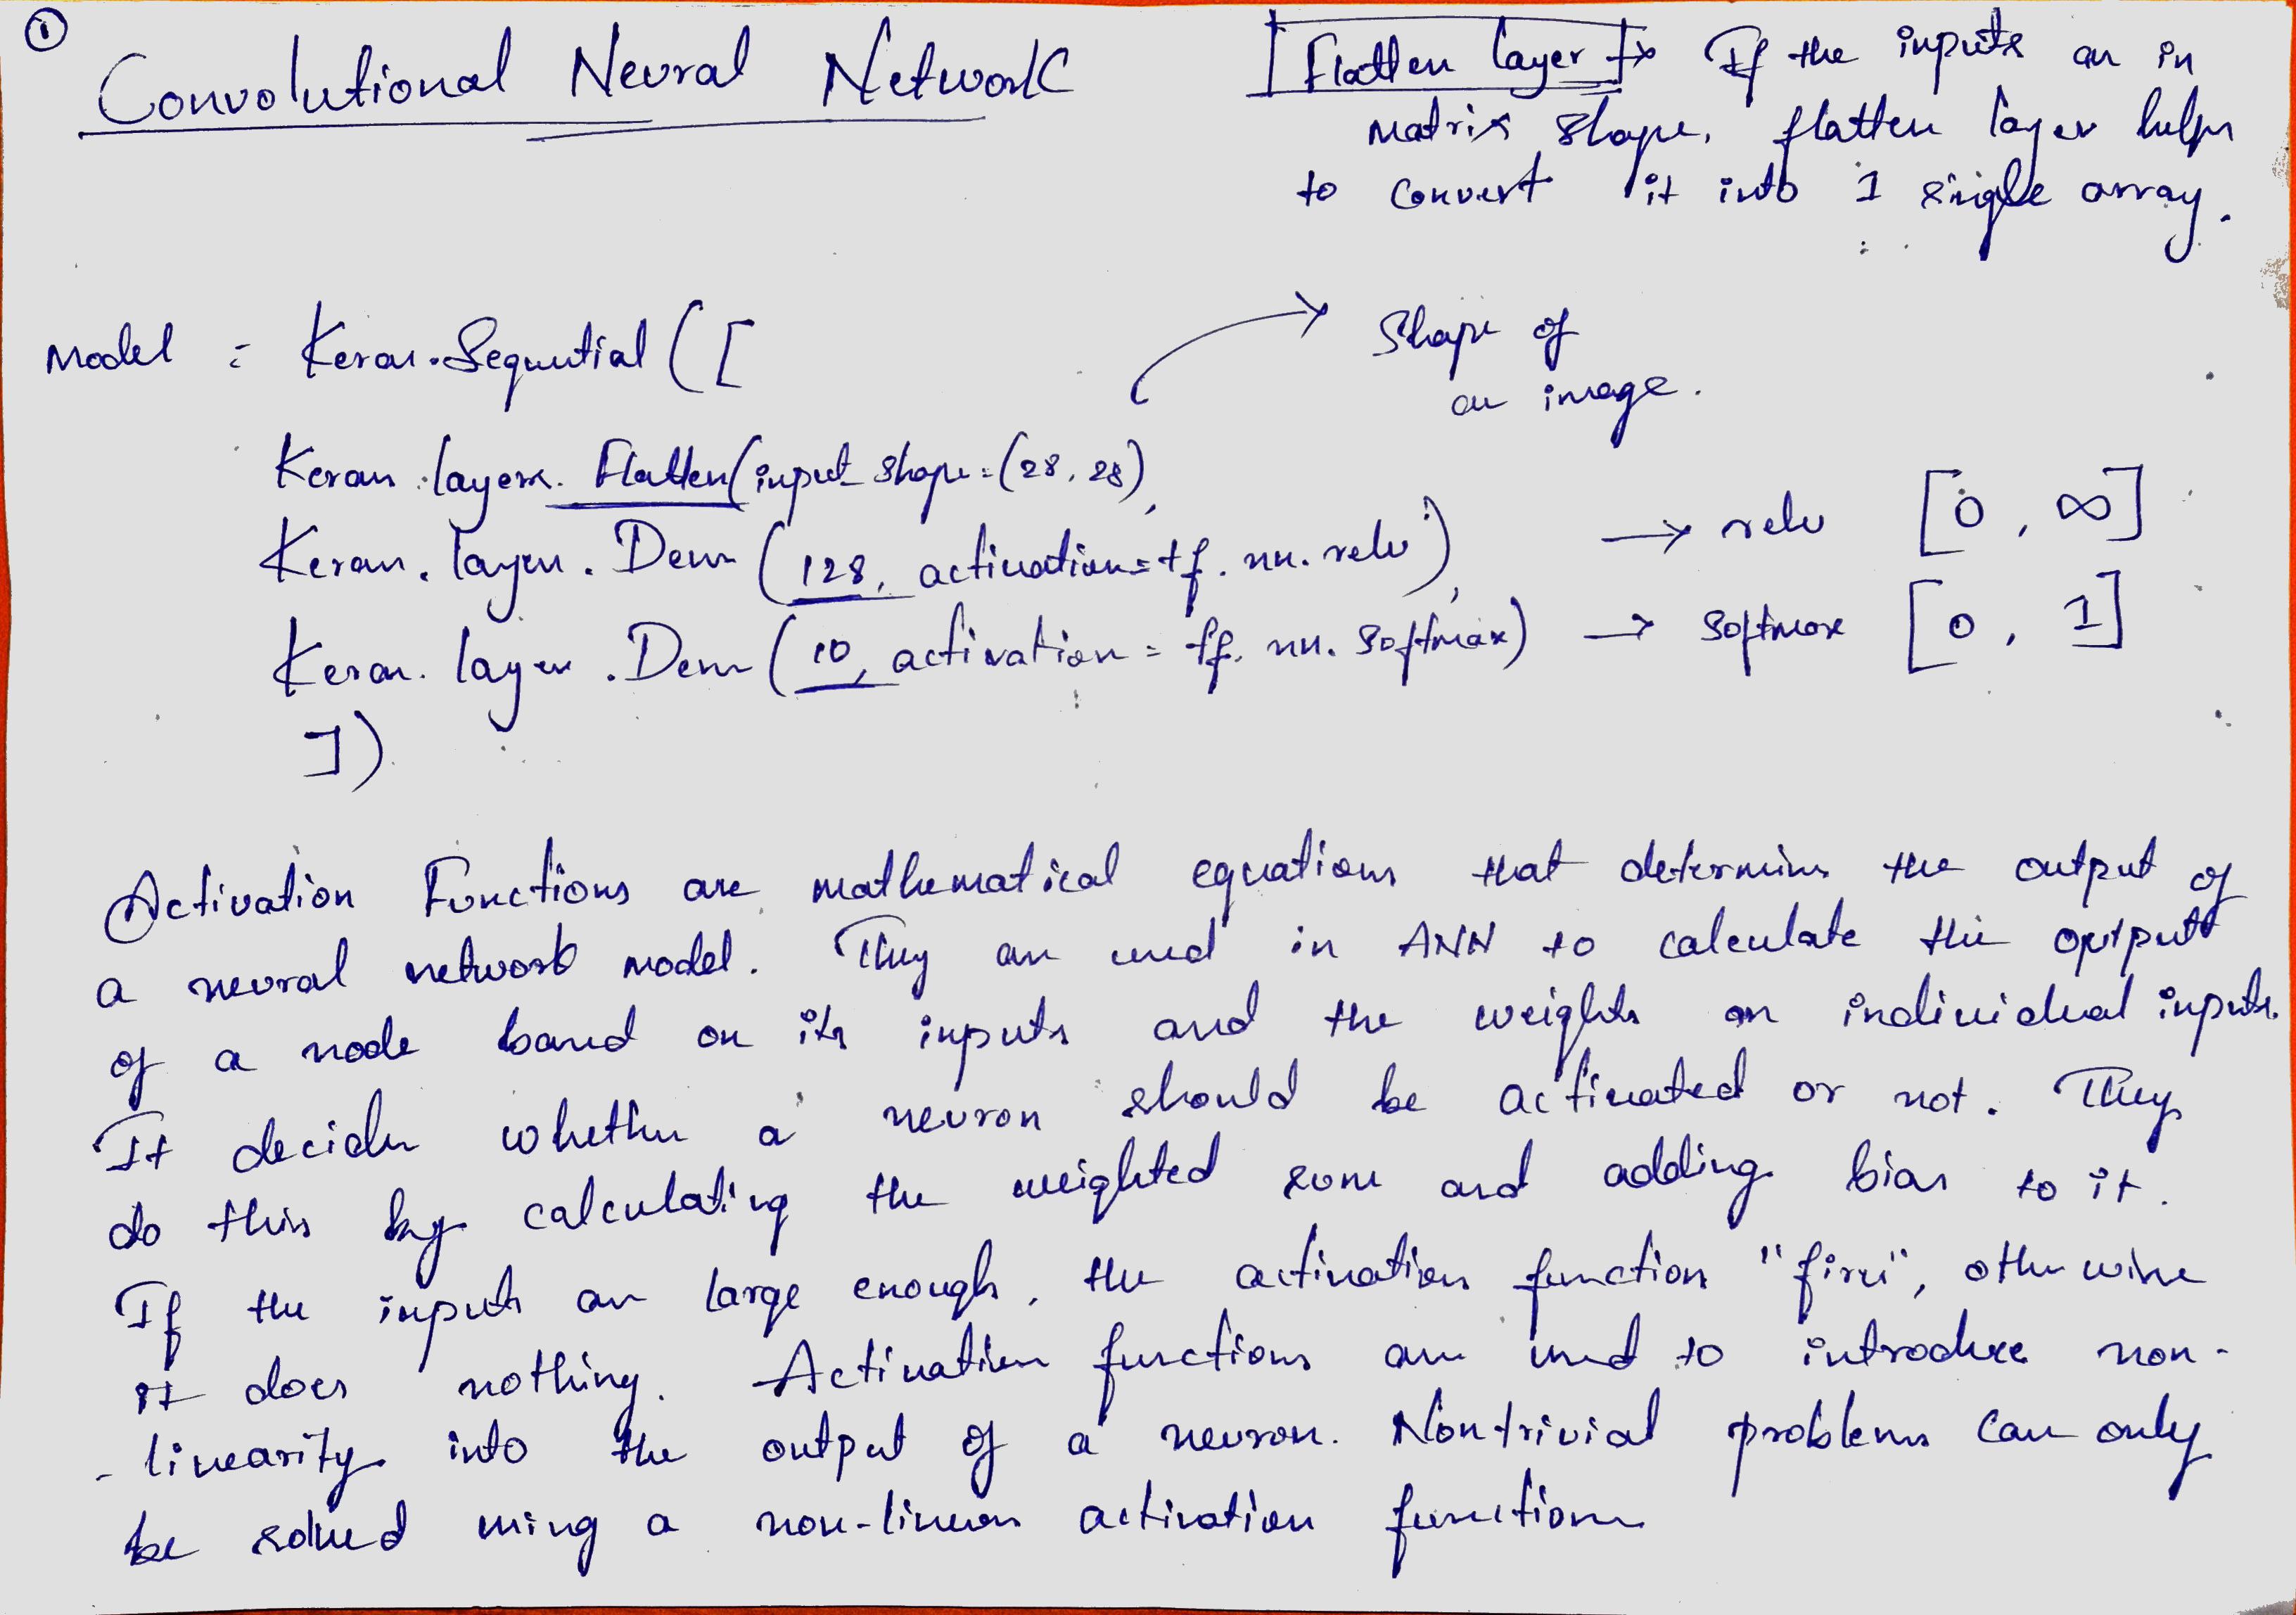 ①
Convolutional Neural Network
[Flatten layer] → If the inputs are in
matrix shape, flatten layer helps
to convert it into 1 single array.
Model = Keras.Sequential([
→ Shape of
an image.
Keras.layers.Flatten(input_shape=(28,28),
Keras.layers.Dense(128, activation=tf.nn.relu), → relu [0, ∞]
Keras.layers.Dense(10, activation=tf.nn.softmax) → softmax [0, 1]
])
Activation Functions are mathematical equations that determines the output of
a neural network model. They are used in ANN to calculate the output
of a node based on its inputs and the weights on individual inputs.
It decides whether a neuron should be activated or not. They
do this by calculating the weighted sum and adding bias to it.
If the inputs are large enough, the activation function "fires", otherwise
it does nothing. Activation functions are used to introduce non-
-linearity into the output of a neuron. Nontrivial problems can only
be solved using a non-linear activation functions